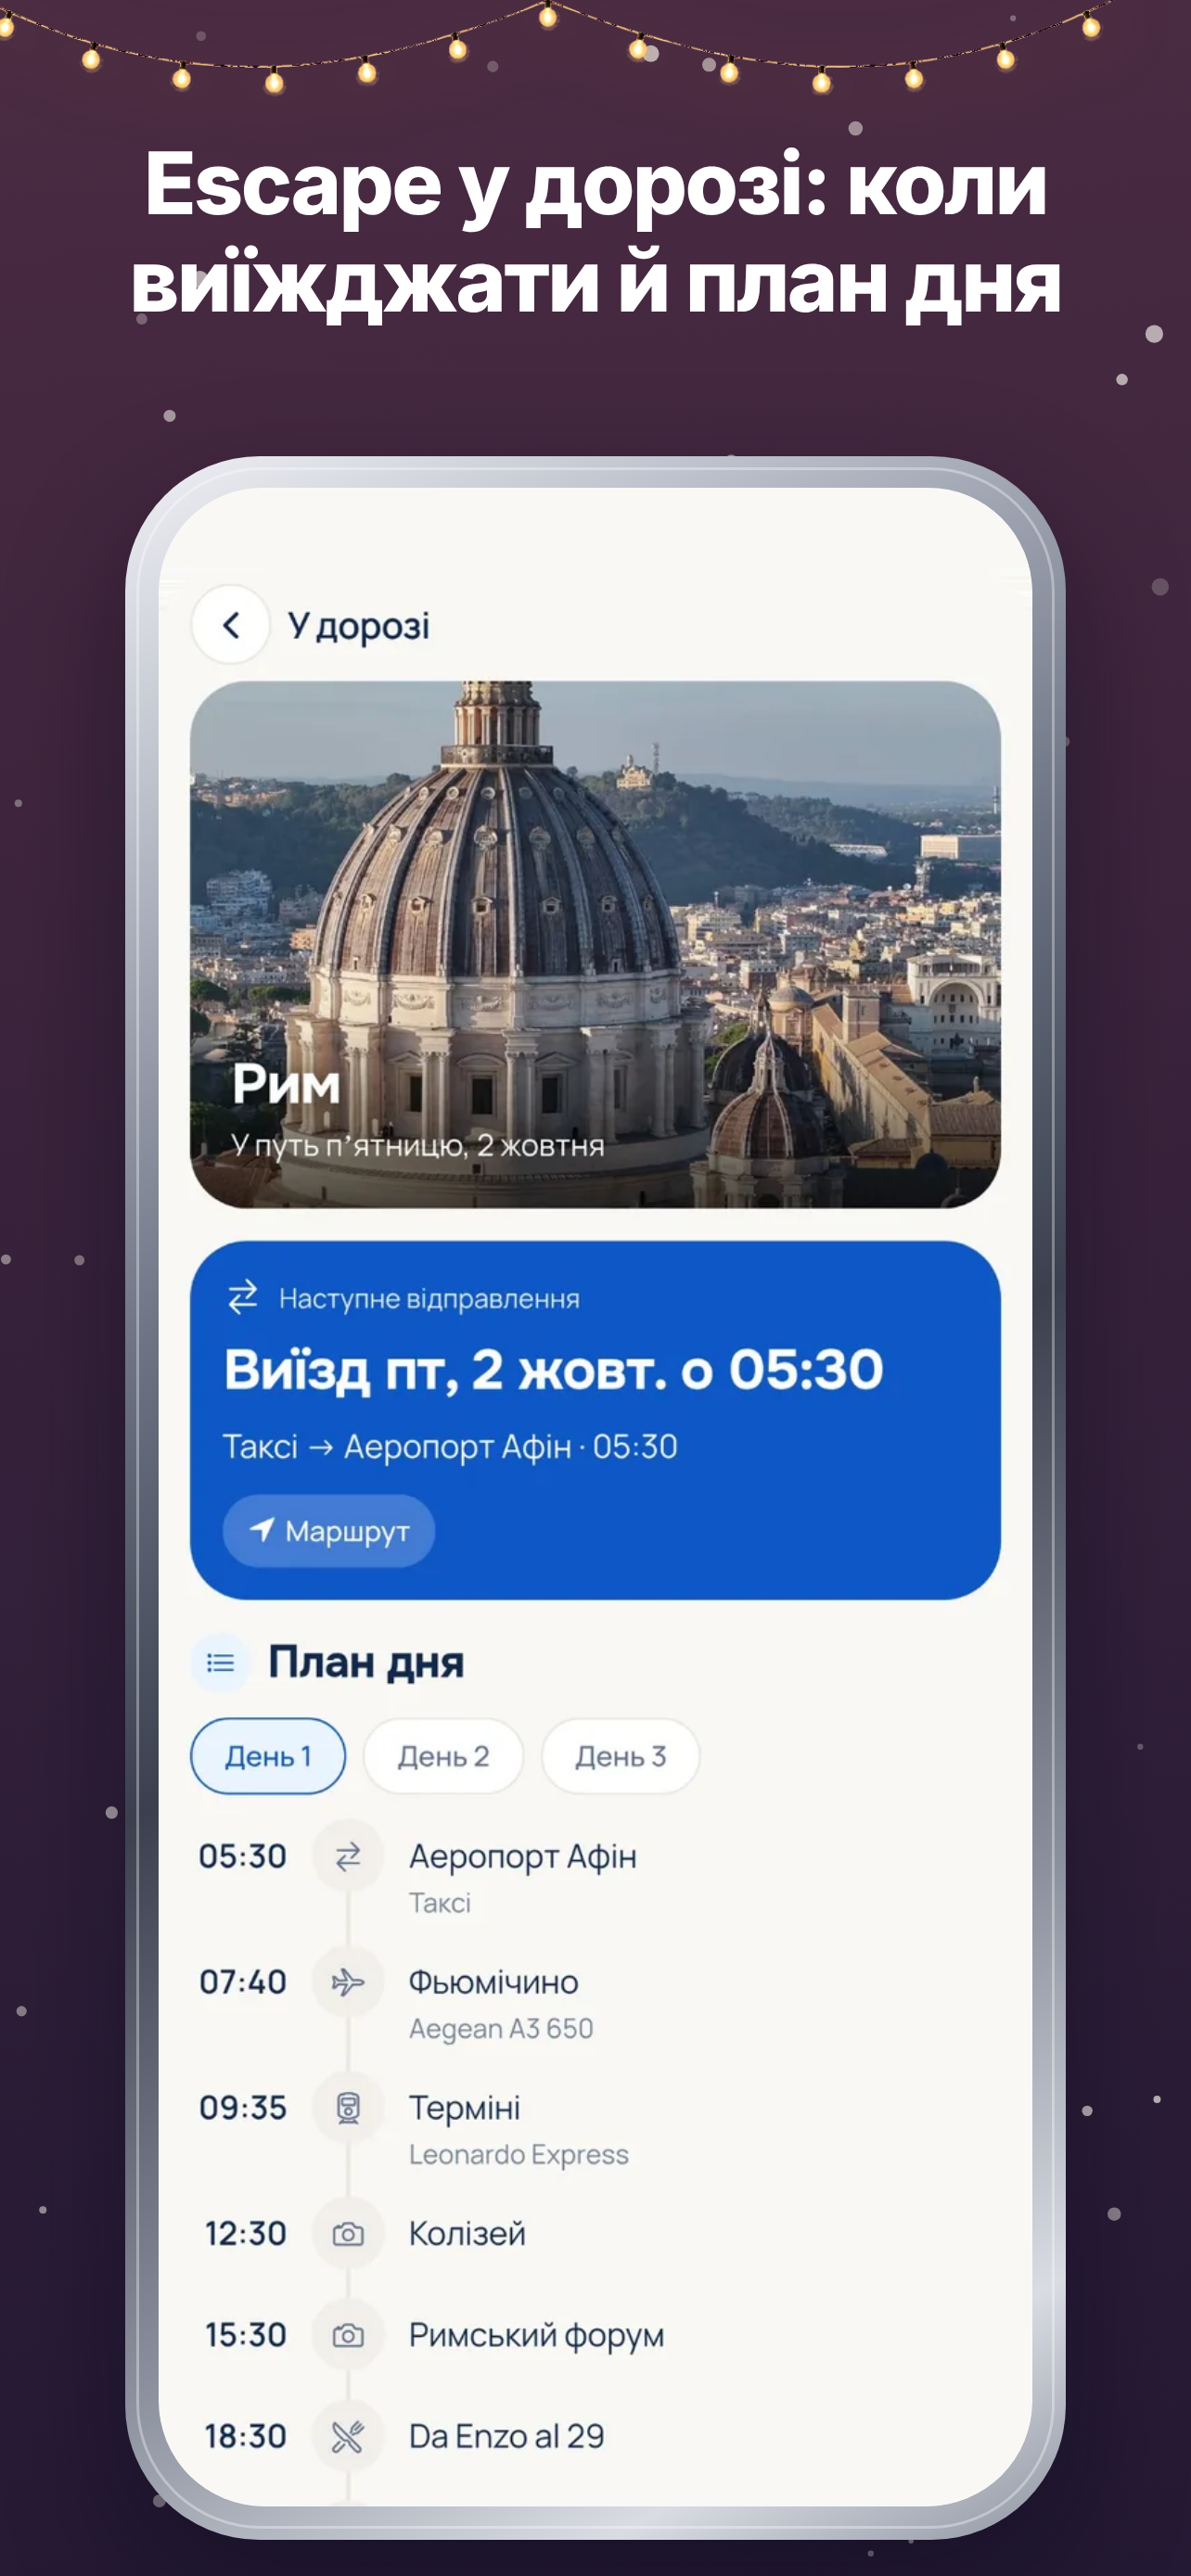 Escape у дорозі: коли
виїжджати й план дня
У дорозі
Рим
У путь п’ятницю, 2 жовтня
Наступне відправлення
Виїзд пт, 2 жовт. о 05:30
Таксі → Аеропорт Афін · 05:30
Маршрут
План дня
День 1 День 2 День 3
05:30 Аеропорт Афін
Таксі
07:40 Фьюмічино
Aegean A3 650
09:35 Терміні
Leonardo Express
12:30 Колізей
15:30 Римський форум
18:30 Da Enzo al 29